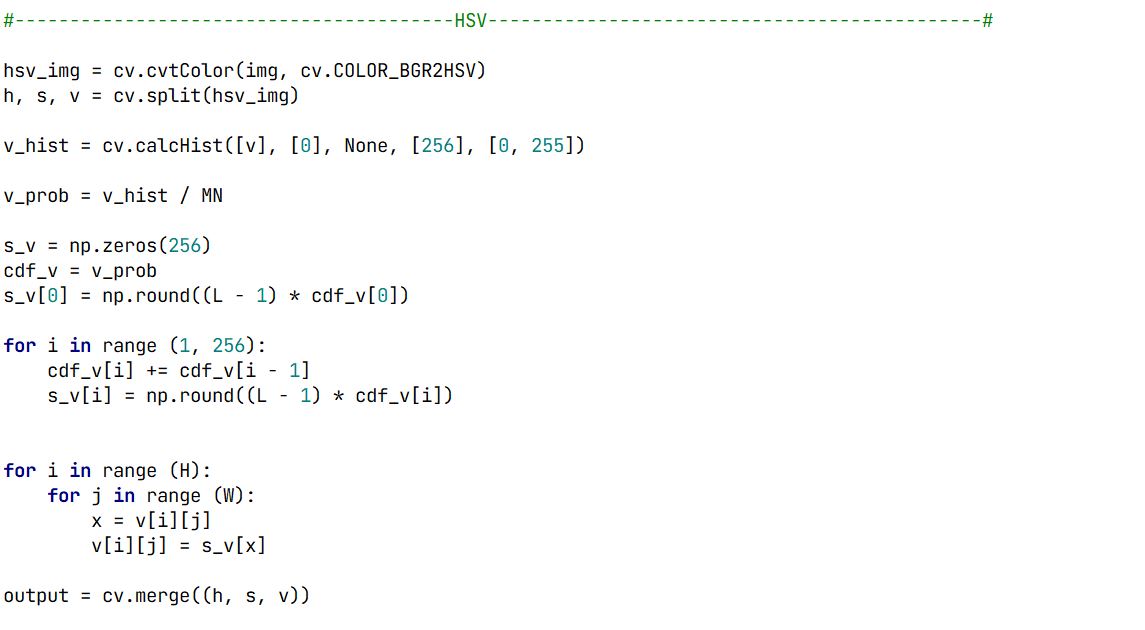 #----------------------------------------HSV---------------------------------------------#
hsv_img = cv.cvtColor(img, cv.COLOR_BGR2HSV)
h, s, v = cv.split(hsv_img)
v_hist = cv.calcHist([v], [0], None, [256], [0, 255])
v_prob = v_hist / MN
s_v = np.zeros(256)
cdf_v = v_prob
s_v[0] = np.round((L - 1) * cdf_v[0])
for i in range (1, 256):
    cdf_v[i] += cdf_v[i - 1]
    s_v[i] = np.round((L - 1) * cdf_v[i])
for i in range (H):
    for j in range (W):
        x = v[i][j]
        v[i][j] = s_v[x]
output = cv.merge((h, s, v))